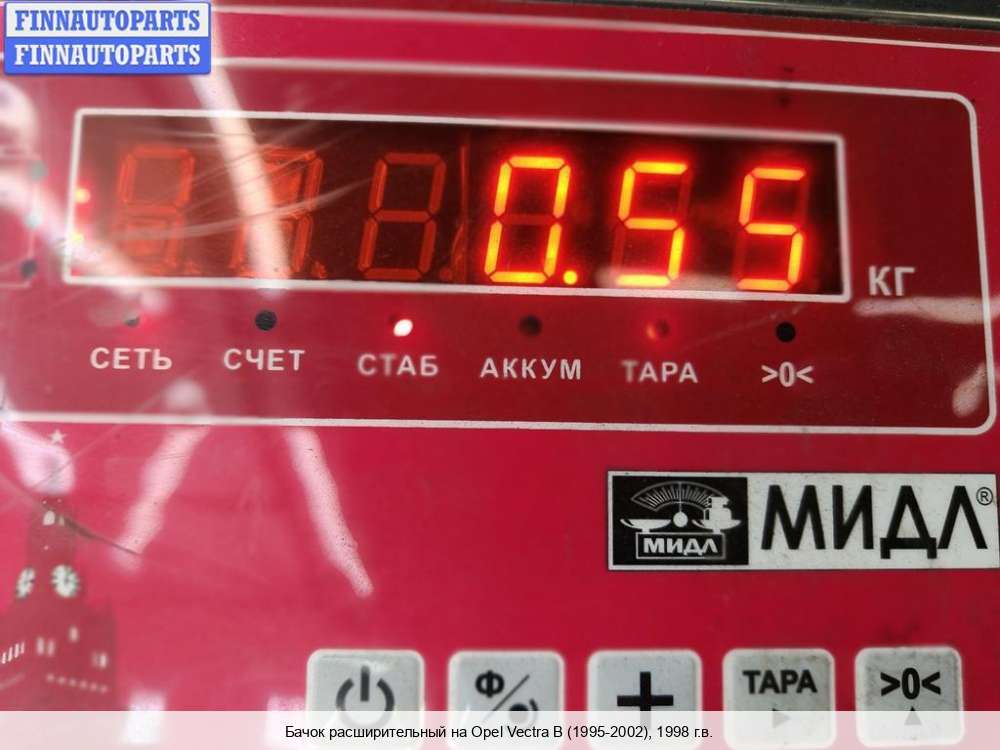 FINNAUTOPARTS
FINNAUTOPARTS
0.55
КГ
СЕТЬ СЧЕТ СТАБ АККУМ ТАРА >0<
МИДЛ®
МИДЛ
Ф/
+
ТАРА
>0<
Бачок расширительный на Opel Vectra B (1995-2002), 1998 г.в.